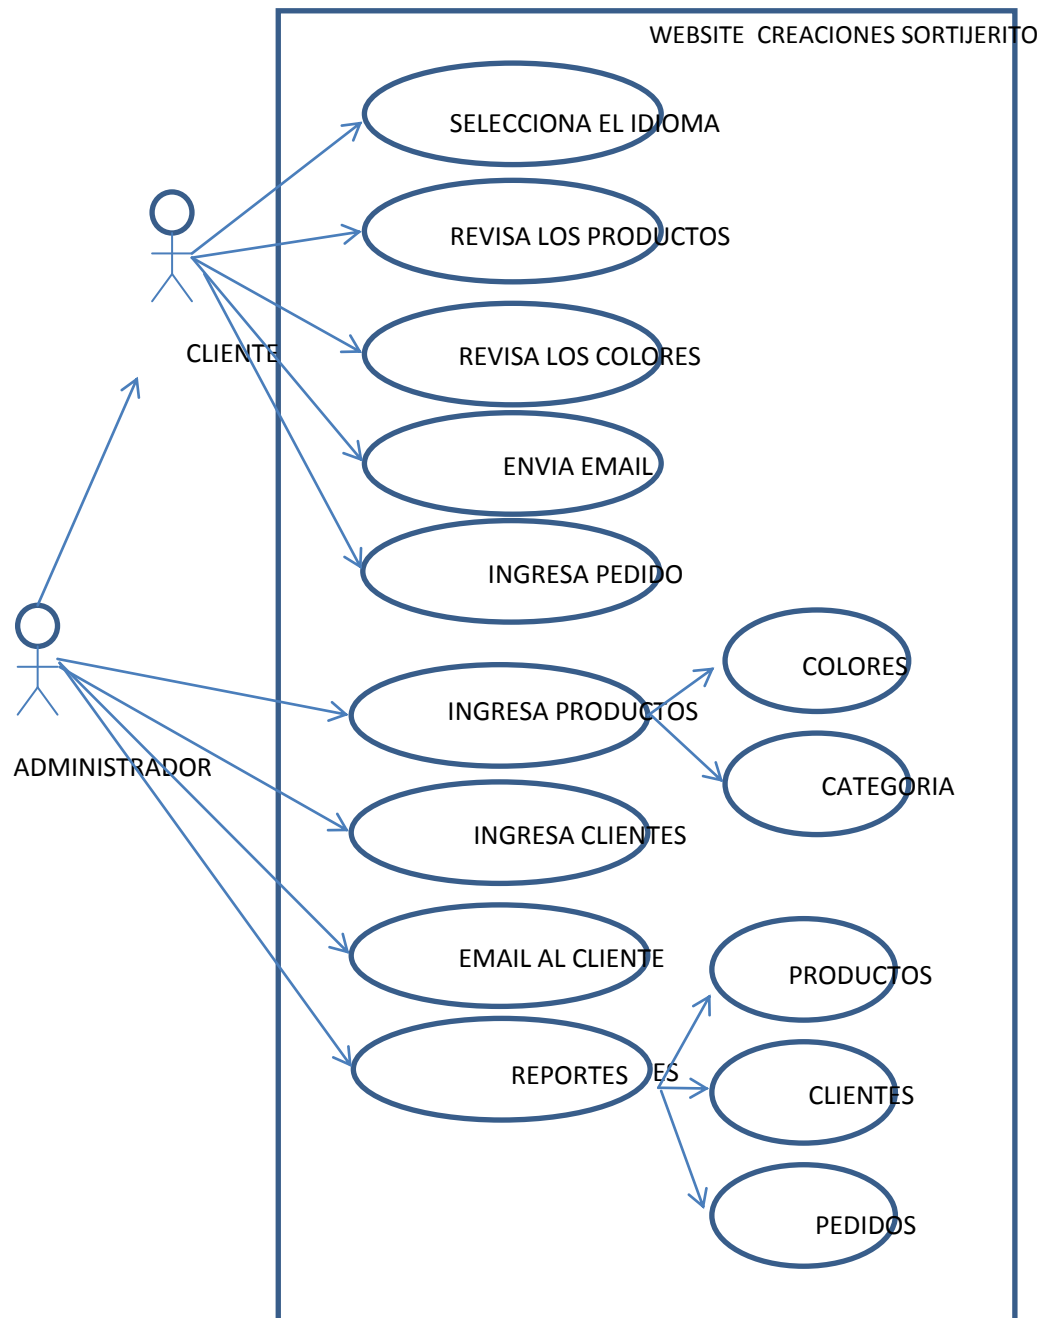 WEBSITE  CREACIONES SORTIJERITO
SELECCIONA EL IDIOMA
REVISA LOS PRODUCTOS
CLIENTE
REVISA LOS COLORES
ENVIA EMAIL
INGRESA PEDIDO
COLORES
INGRESA PRODUCTOS
ADMINISTRADOR
CATEGORIA
INGRESA CLIENTES
EMAIL AL CLIENTE
PRODUCTOS
REPORTES ES
CLIENTES
PEDIDOS